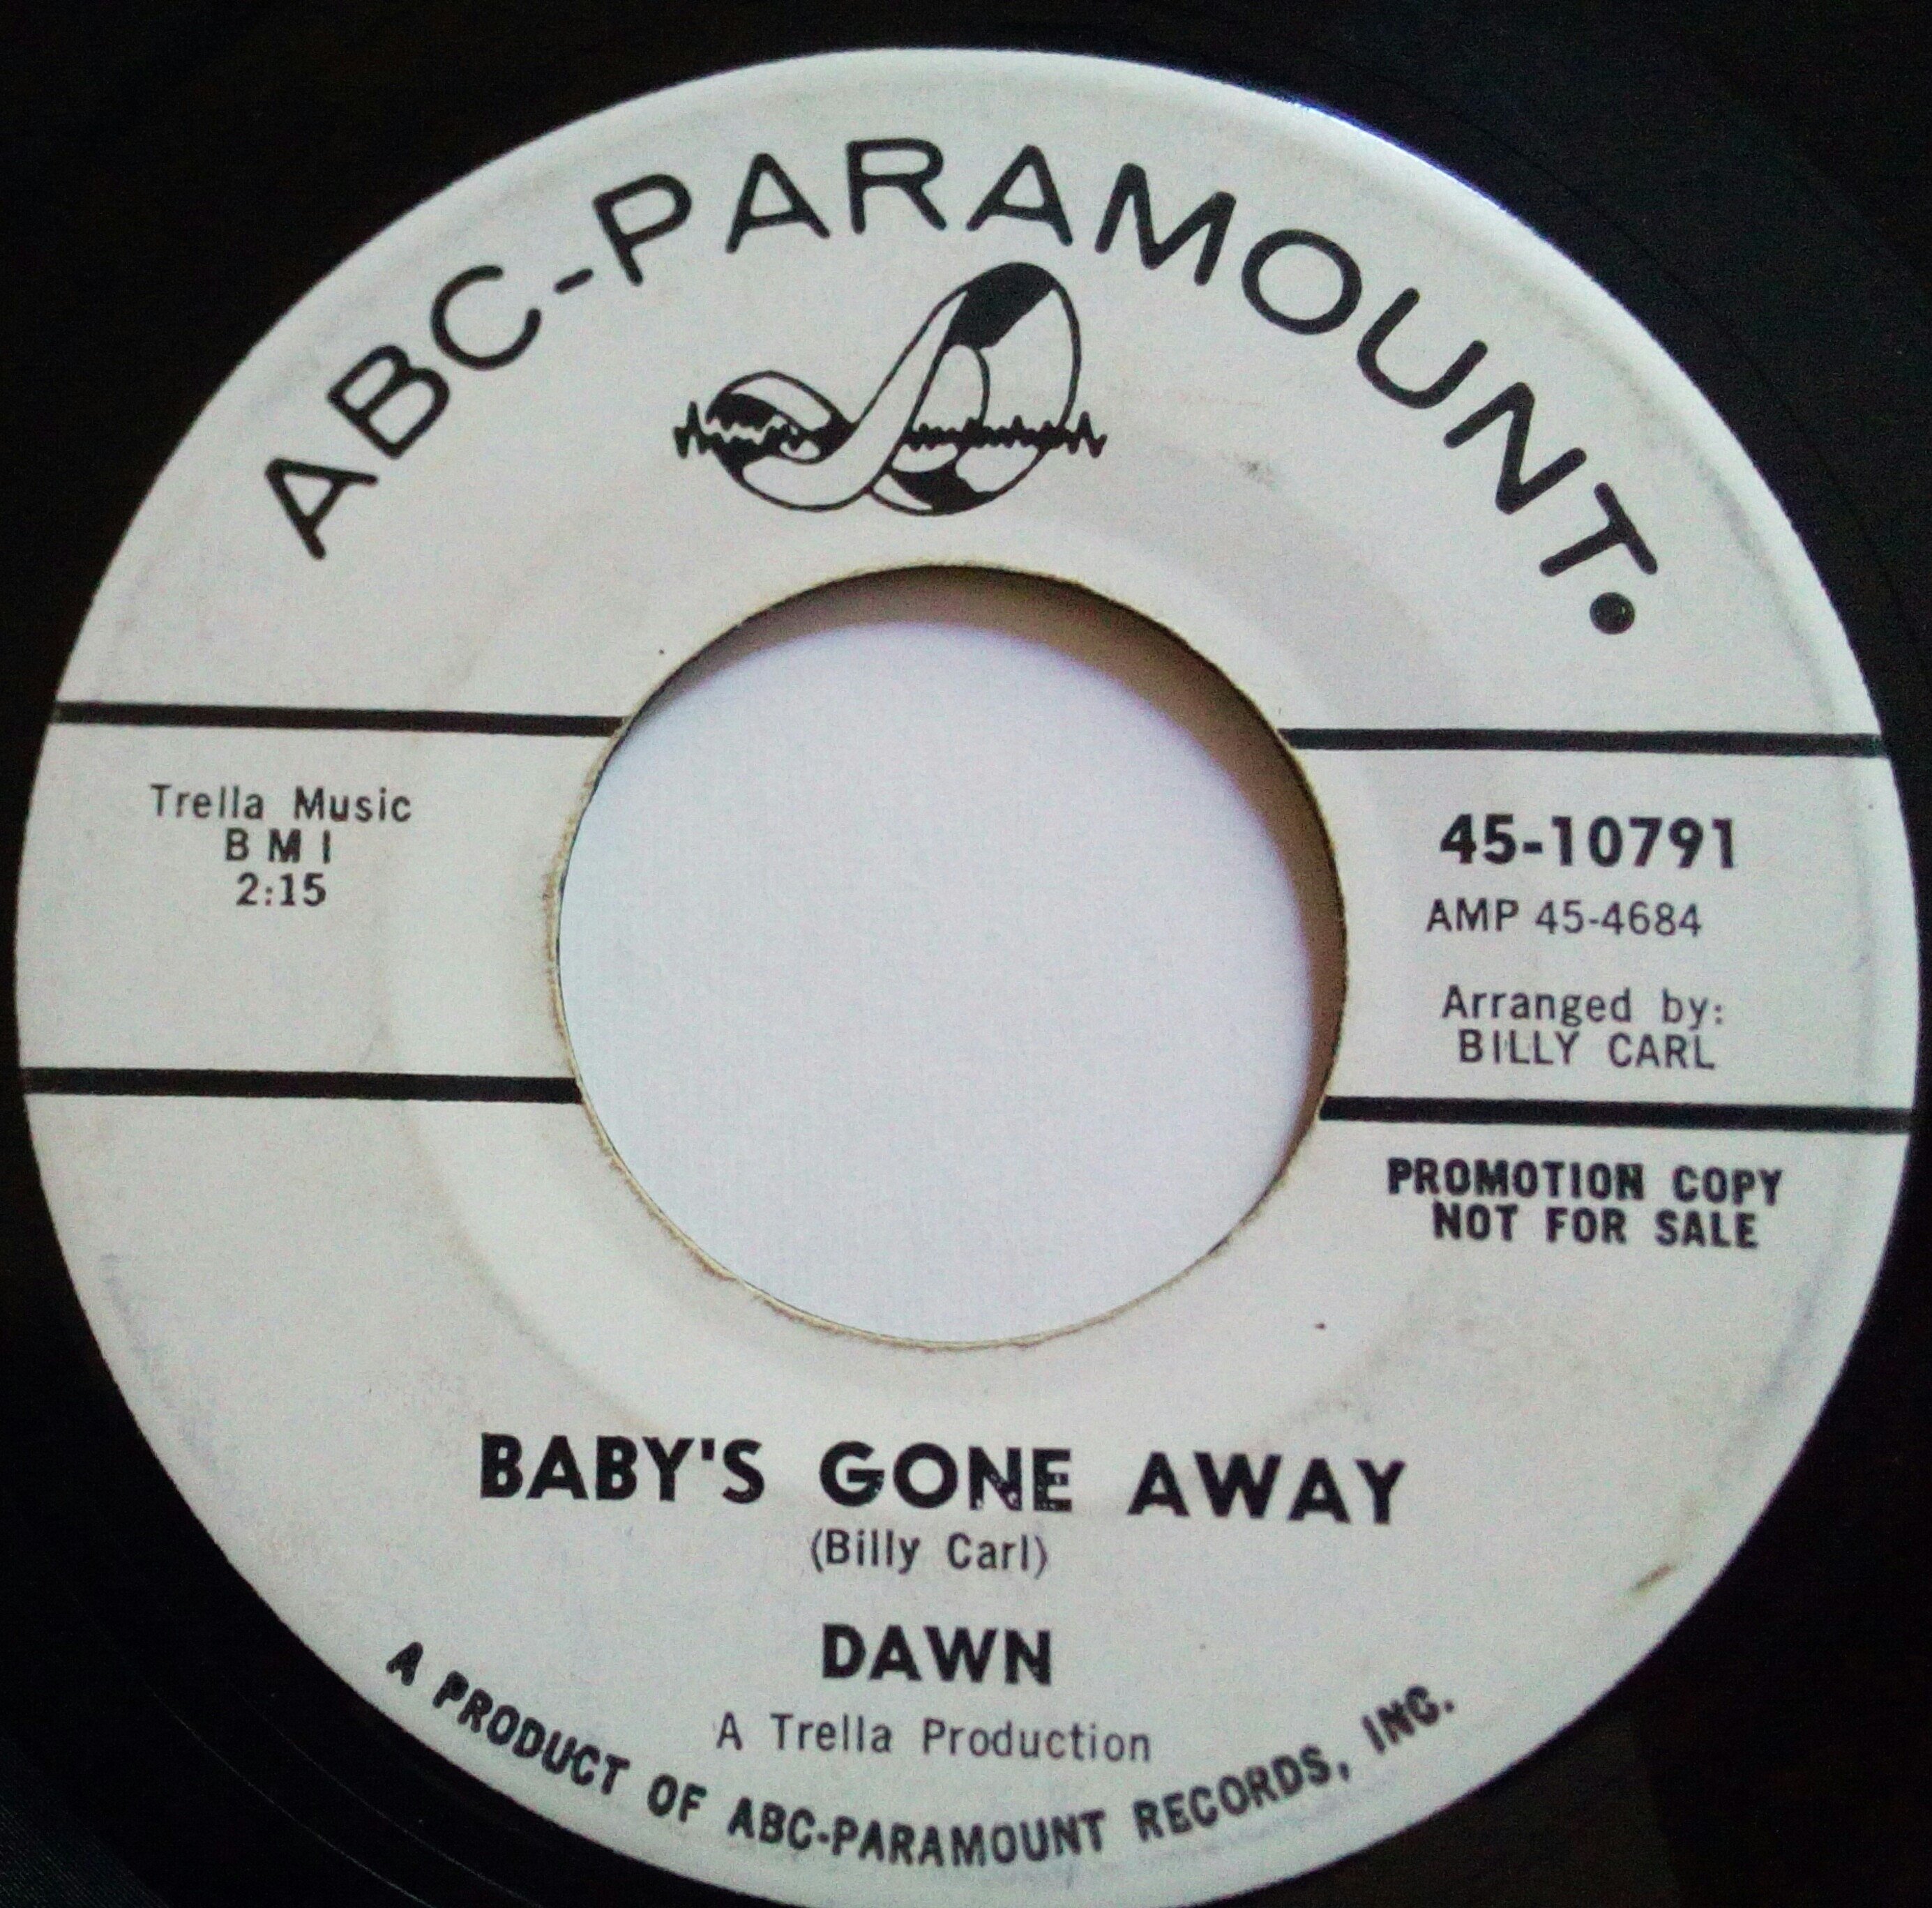 ABC-PARAMOUNT.
Trella Music
BMI
2:15
45-10791
AMP 45-4684
Arranged by:
BILLY CARL
PROMOTION COPY
NOT FOR SALE
BABY'S GONE AWAY
(Billy Carl)
DAWN
A Trella Production
A PRODUCT OF ABC-PARAMOUNT RECORDS, INC.